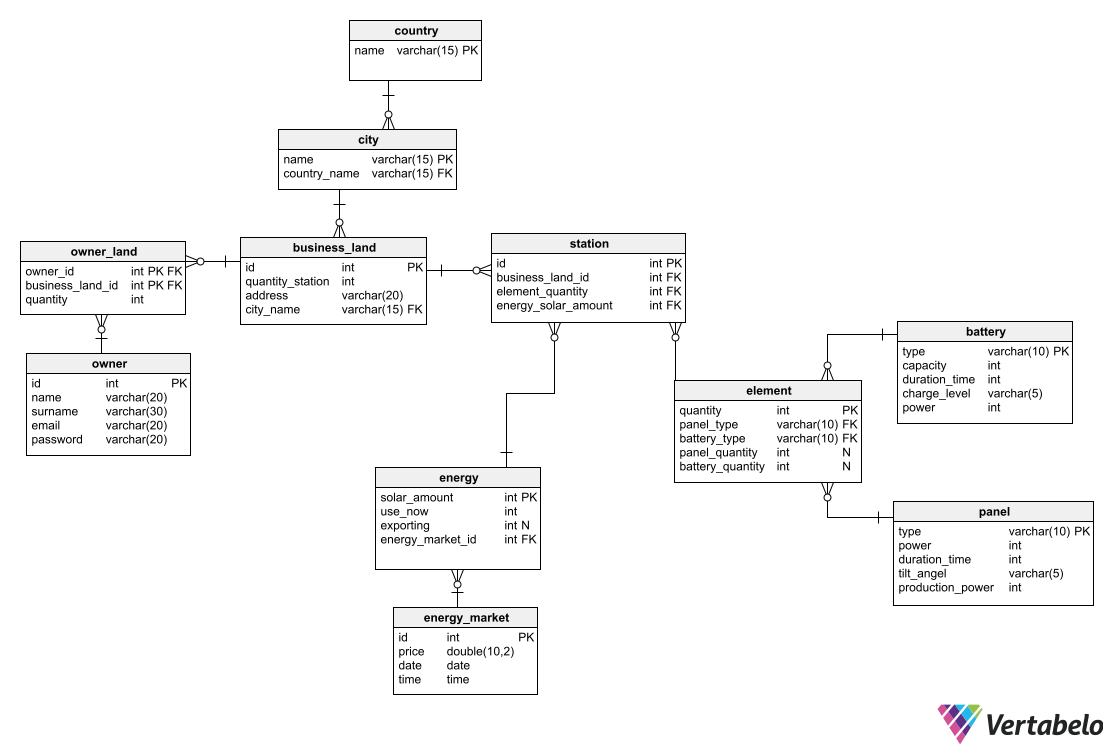 country
name varchar(15) PK
city
name varchar(15) PK
country_name varchar(15) FK
owner_land
owner_id int PK FK
business_land_id int PK FK
quantity int
business_land
id int PK
quantity_station int
address varchar(20)
city_name varchar(15) FK
station
id int PK
business_land_id int FK
element_quantity int FK
energy_solar_amount int FK
owner
id int PK
name varchar(20)
surname varchar(30)
email varchar(20)
password varchar(20)
battery
type varchar(10) PK
capacity int
duration_time int
charge_level varchar(5)
power int
element
quantity int PK
panel_type varchar(10) FK
battery_type varchar(10) FK
panel_quantity int N
battery_quantity int N
energy
solar_amount int PK
use_now int
exporting int N
energy_market_id int FK
panel
type varchar(10) PK
power int
duration_time int
tilt_angel varchar(5)
production_power int
energy_market
id int PK
price double(10,2)
date date
time time
Vertabelo